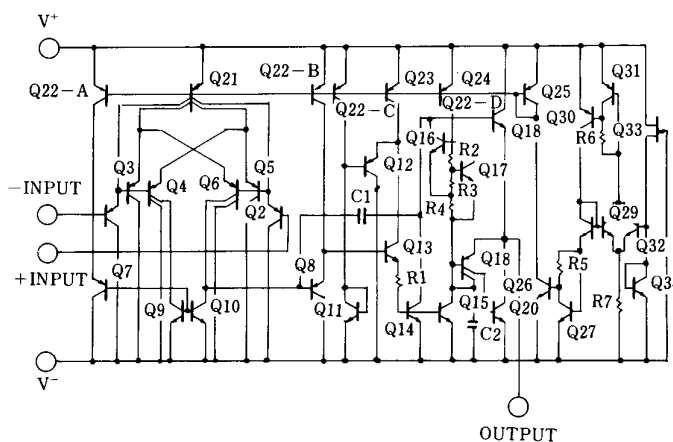 V+
Q21
Q22-B
Q23
Q24
Q31
Q22-A
Q25
Q22-C
Q22-D
Q30
Q33
Q16
Q18
R6
Q3
Q4
Q6
Q5
Q12
R2
Q17
R3
-INPUT
Q2
C1
R4
Q29
+INPUT
Q7
Q8
Q13
Q18
R5
Q32
R1
Q26
Q9
Q10
Q11
Q15
Q20
R7
Q3
Q14
C2
Q27
V-
OUTPUT